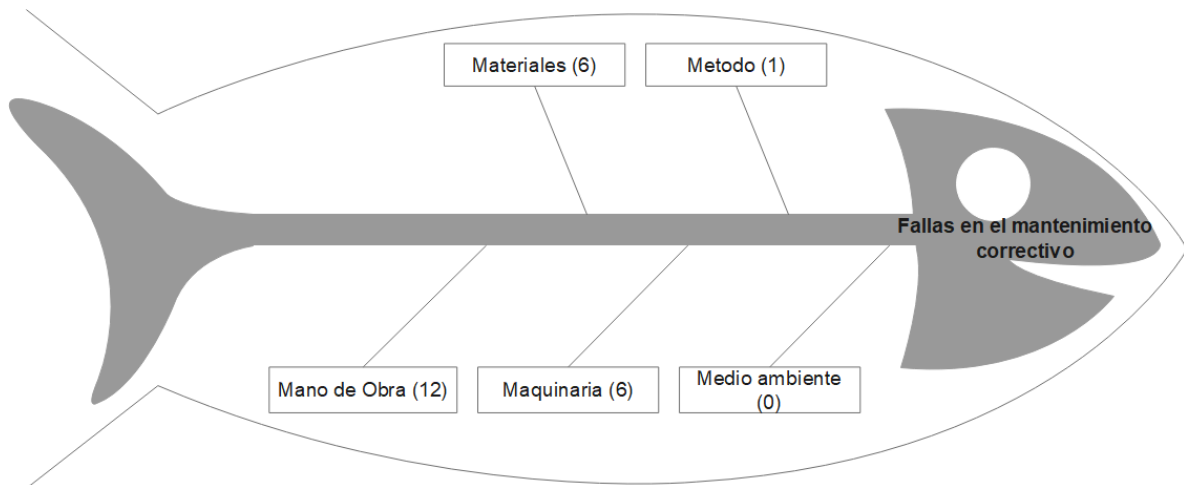 Materiales (6)
Metodo (1)
Fallas en el mantenimiento
correctivo
Mano de Obra (12)
Maquinaria (6)
Medio ambiente
(0)